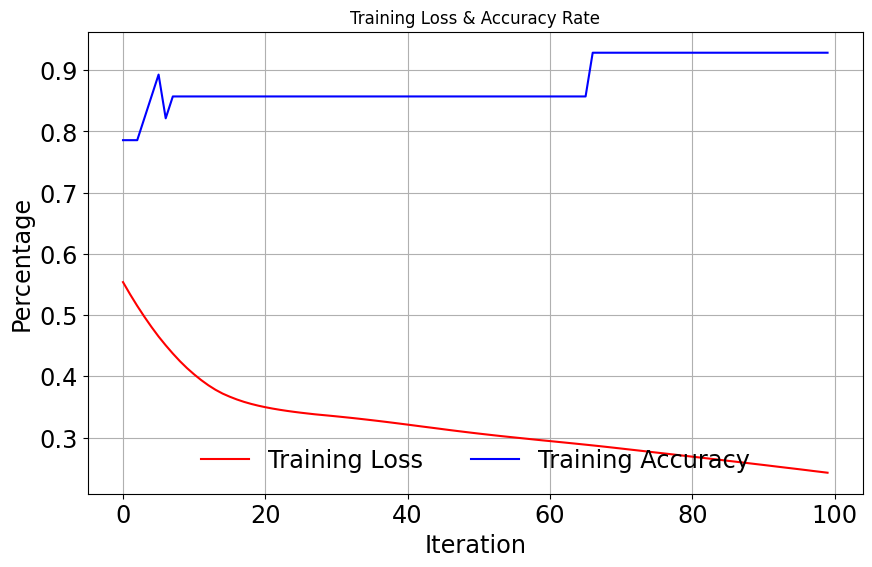 Training Loss & Accuracy Rate
Percentage
0.9
0.8
0.7
0.6
0.5
0.4
0.3
Training Loss
Training Accuracy
0 20 40 60 80 100
Iteration